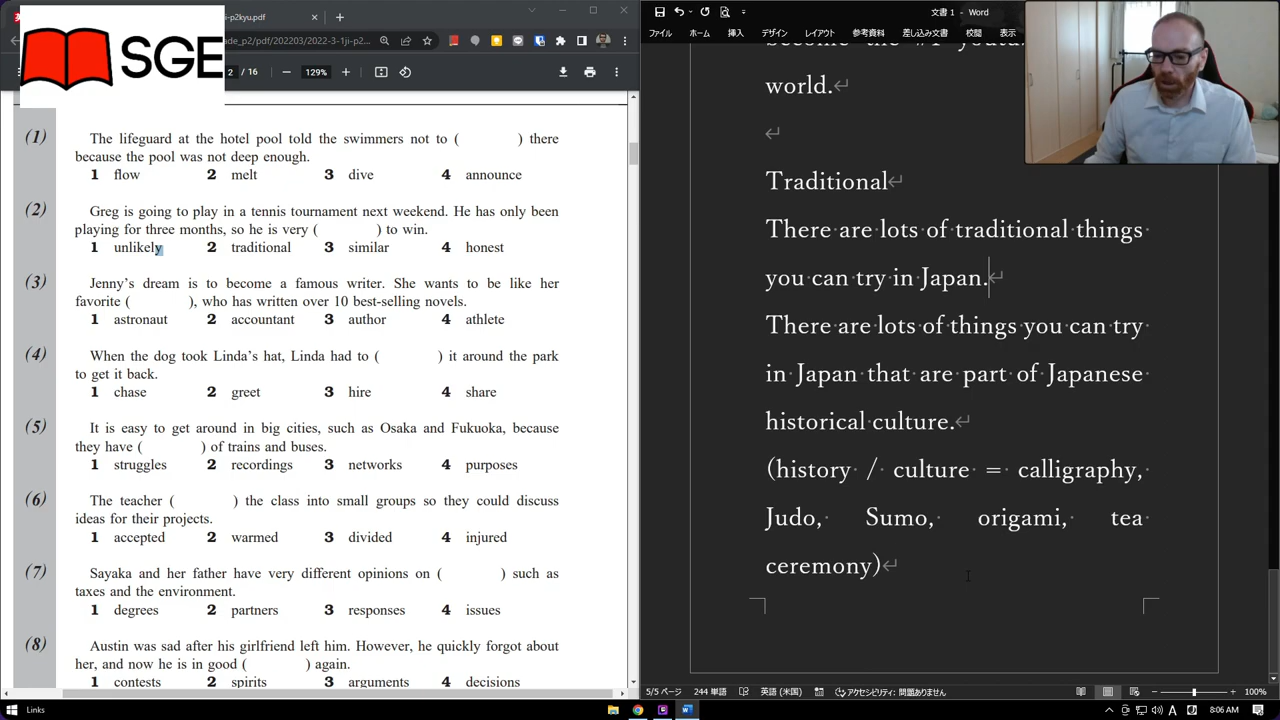 i-p2kyu.pdf
ade_p2/pdf/202203/2022-3-1ji-p2...
SGE
2 / 16
129%
(1) The lifeguard at the hotel pool told the swimmers not to ( ) there
because the pool was not deep enough.
1 flow 2 melt 3 dive 4 announce
(2) Greg is going to play in a tennis tournament next weekend. He has only been
playing for three months, so he is very ( ) to win.
1 unlikely 2 traditional 3 similar 4 honest
(3) Jenny's dream is to become a famous writer. She wants to be like her
favorite ( ), who has written over 10 best-selling novels.
1 astronaut 2 accountant 3 author 4 athlete
(4) When the dog took Linda's hat, Linda had to ( ) it around the park
to get it back.
1 chase 2 greet 3 hire 4 share
(5) It is easy to get around in big cities, such as Osaka and Fukuoka, because
they have ( ) of trains and buses.
1 struggles 2 recordings 3 networks 4 purposes
(6) The teacher ( ) the class into small groups so they could discuss
ideas for their projects.
1 accepted 2 warmed 3 divided 4 injured
(7) Sayaka and her father have very different opinions on ( ) such as
taxes and the environment.
1 degrees 2 partners 3 responses 4 issues
(8) Austin was sad after his girlfriend left him. However, he quickly forgot about
her, and now he is in good ( ) again.
1 contests 2 spirits 3 arguments 4 decisions
文書 1 - Word
ファイル ホーム 挿入 デザイン レイアウト 参考資料 差し込み文書 校閲
world.
Traditional
There are lots of traditional things
you can try in Japan.
There are lots of things you can try
in Japan that are part of Japanese
historical culture.
(history / culture = calligraphy,
Judo, Sumo, origami, tea
ceremony)
5/5 ページ 244 単語 英語 (米国) アクセシビリティ: 問題ありません 100%
Links
A 8:06 AM